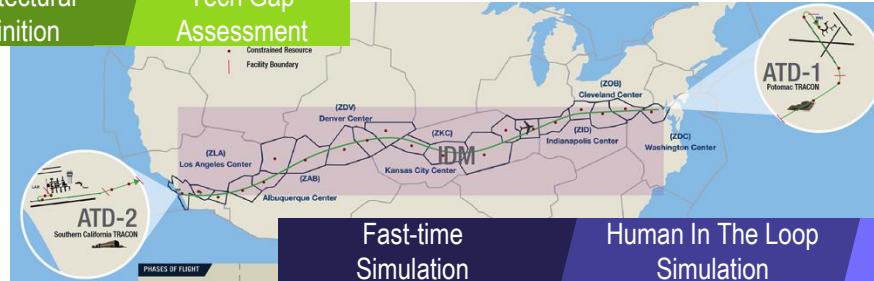 Tech Gap
Assessment
Constrained Resource
Facility Boundary
ATD-1
Potomac TRACON
(ZOB)
Cleveland Center
(ZDV)
Denver Center
(ZKC)
(ZLA)
Los Angeles Center
IDM
(ZID)
Indianapolis Center
(ZDC)
Washington Center
Kansas City Center
(ZAB)
Albuquerque Center
LAX
ATD-2
Southern California TRACON
PHASES OF FLIGHT
Fast-time
Simulation
Human In The Loop
Simulation